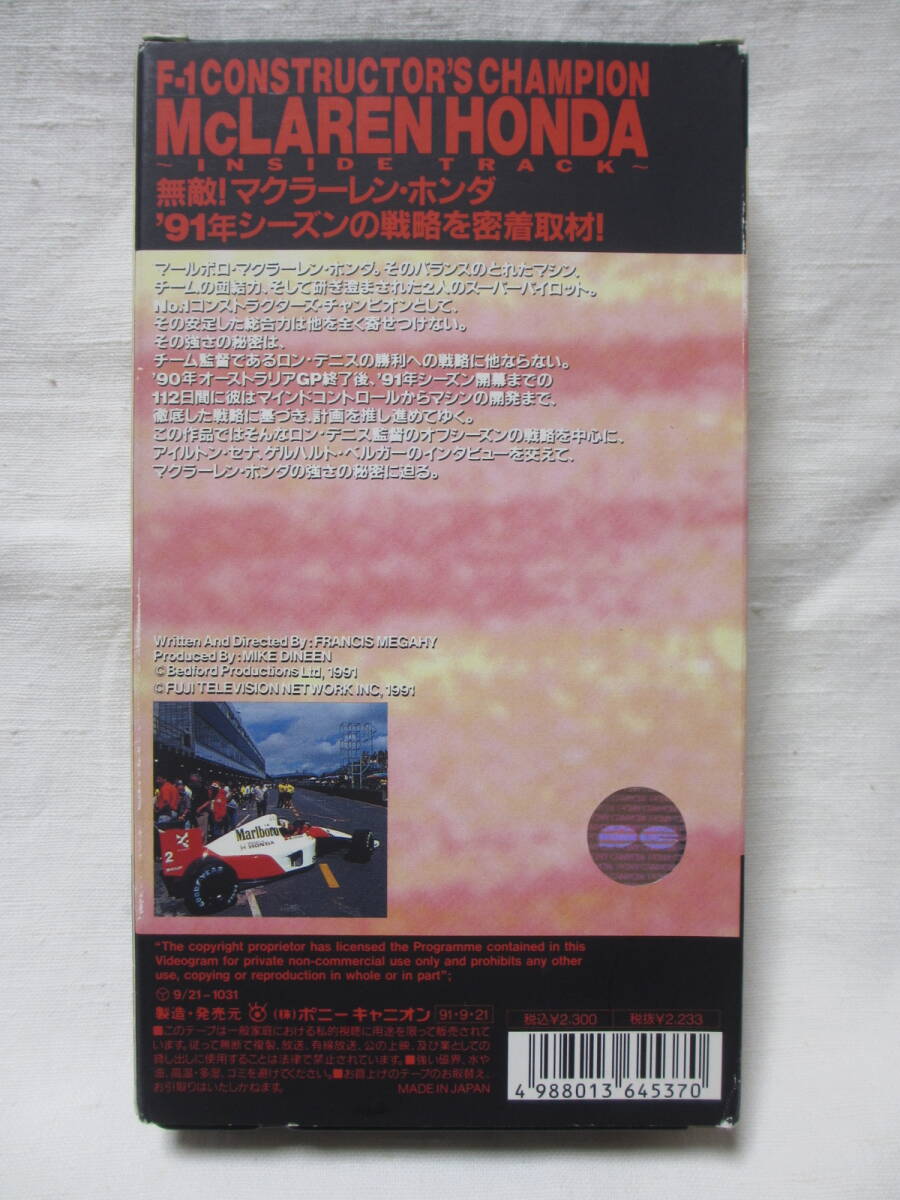 F-1 CONSTRUCTOR'S CHAMPION
McLAREN HONDA
~INSIDE TRACK~
無敵!マクラーレン・ホンダ
'91年シーズンの戦略を密着取材!
マールボロ・マクラーレン・ホンダ。そのバランスのとれたマシン、
チームの団結力、そして研ぎ澄まされた2人のスーパーパイロット。
No.1コンストラクターズ・チャンピオンとして、
その安定した総合力は他を全く寄せつけない。
その強さの秘密は、
チーム監督であるロン・デニスの勝利への戦略に他ならない。
'90年オーストラリアGP終了後、'91年シーズン開幕までの
112日間に彼はマインドコントロールからマシンの開発まで、
徹底した戦略に基づき、計画を推し進めてゆく。
この作品ではそんなロン・デニス監督のオフシーズンの戦略を中心に、
アイルトン・セナ、ゲルハルト・ベルガーのインタビューを交えて、
マクラーレン・ホンダの強さの秘密に迫る。
Written And Directed By: FRANCIS MEGAHY
Produced By: MIKE DINEEN
© Bedford Productions Ltd, 1991
© FUJI TELEVISION NETWORK INC, 1991
Marlboro
HONDA
2
GOODYEAR
"The copyright proprietor has licensed the Programme contained in this
Videogram for private non-commercial use only and prohibits any other
use, copying or reproduction in whole or in part";
Ⓨ 9/21-1031
製造・発売元 (株)ポニーキャニオン 91・9・21
税込¥2,300 税抜¥2,233
■このテープは一般家庭における私的視聴に用途を限って販売されて
います。従って無断で複製、放送、有線放送、公の上映、及び業としての
貸し出しに使用することは法律で禁止されています。■強い磁界、水や
油、高温・多湿、ゴミを避けてください。■お買上げのテープのお取替え、
お引取りはいたしかねます。
MADE IN JAPAN
4 988013 645370